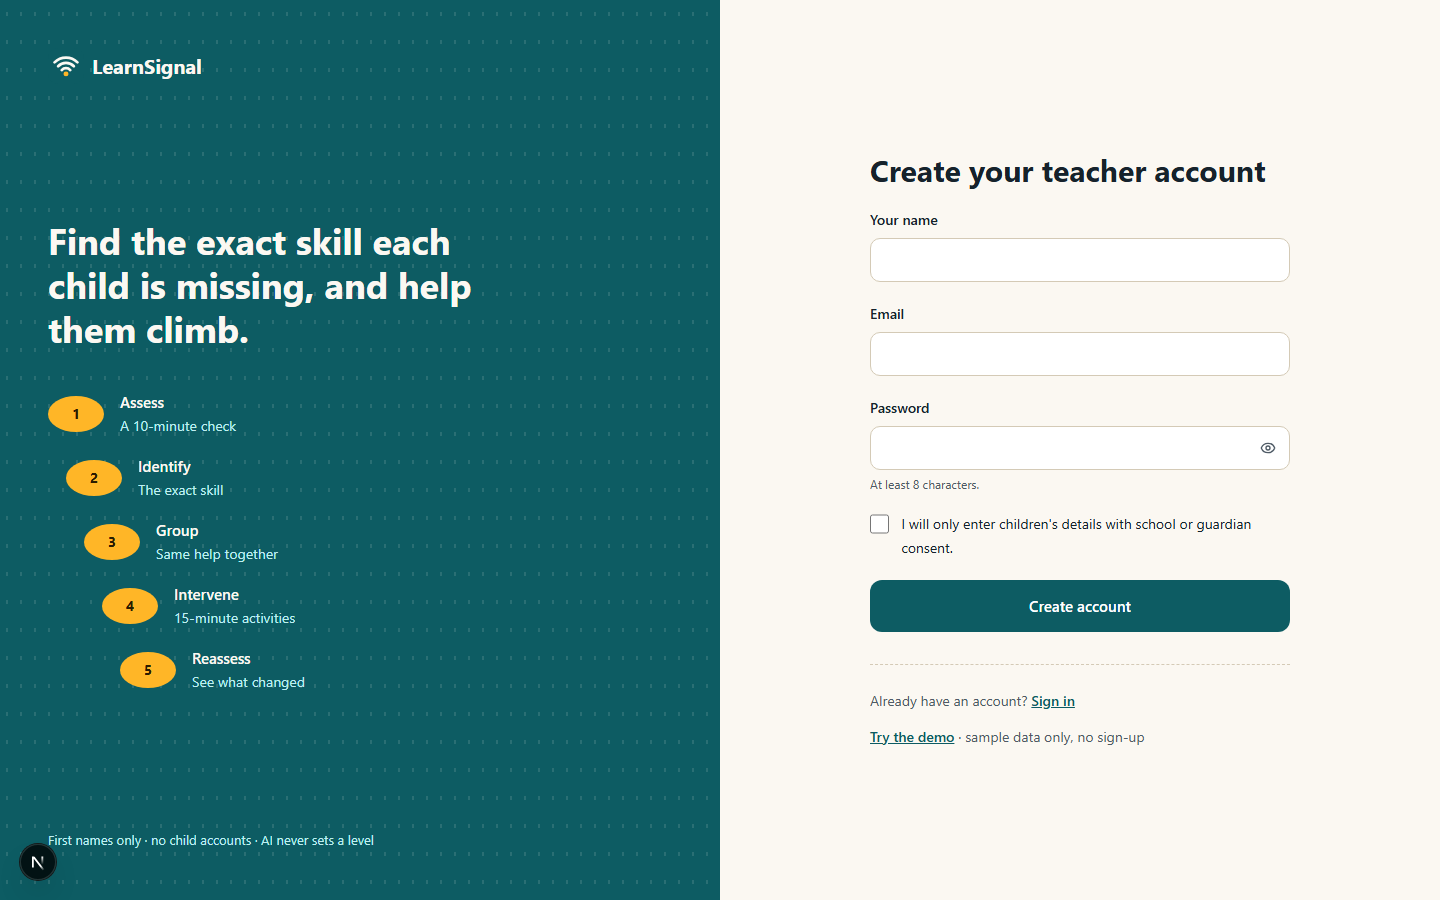 LearnSignal
Find the exact skill each
child is missing, and help
them climb.
1
Assess
A 10-minute check
2
Identify
The exact skill
3
Group
Same help together
4
Intervene
15-minute activities
5
Reassess
See what changed
First names only · no child accounts · AI never sets a level
N
Create your teacher account
Your name
Email
Password
At least 8 characters.
I will only enter children's details with school or guardian
consent.
Create account
Already have an account? Sign in
Try the demo · sample data only, no sign-up